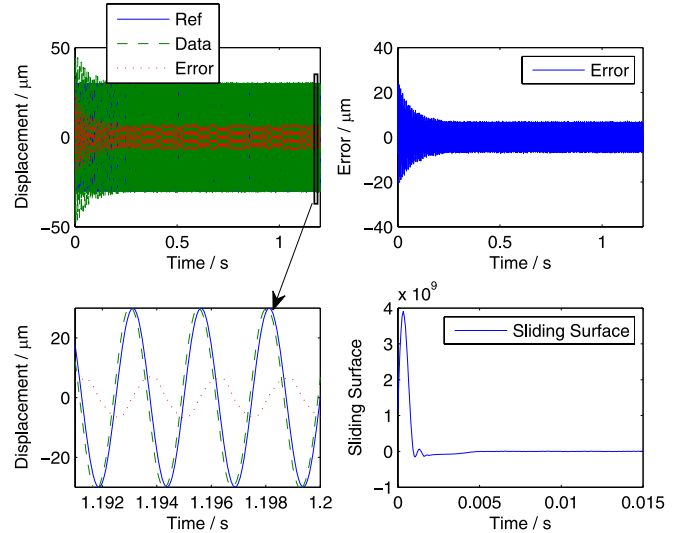 Ref
Data
Error
Displacement / μm
50
0
−50
0
0.5
1
Time / s
Error
Error / μm
40
20
0
−20
−40
0
0.5
1
Time / s
Displacement / μm
20
0
−20
1.192
1.194
1.196
1.198
1.2
Time / s
x 10^9
Sliding Surface
Sliding Surface
4
3
2
1
0
−1
0
0.005
0.01
0.015
Time / s